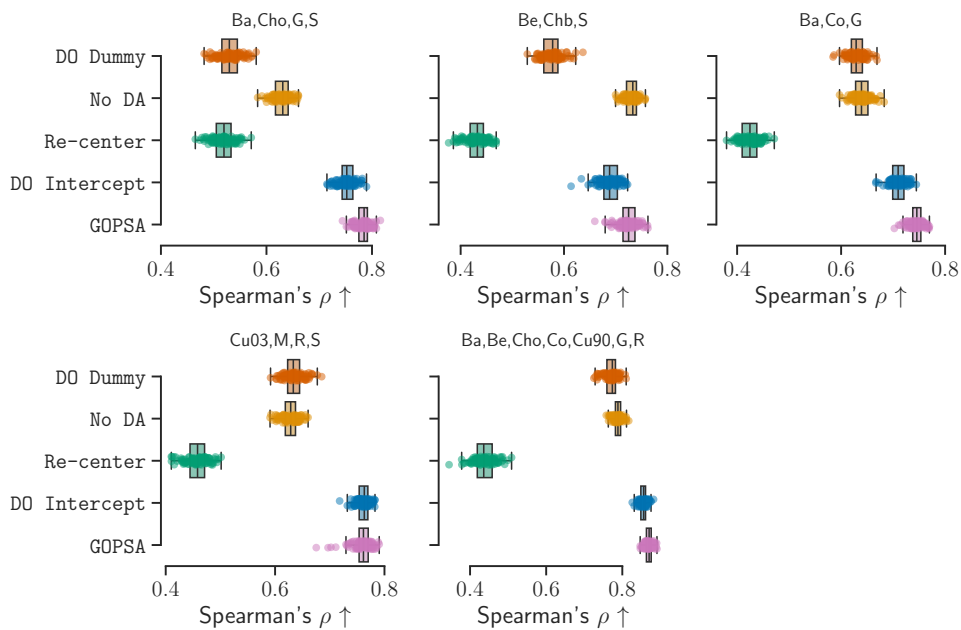 Ba,Cho,G,S
Be,Chb,S
Ba,Co,G
DO Dummy
No DA
Re-center
DO Intercept
GOPSA
0.4 0.6 0.8
0.4 0.6 0.8
0.4 0.6 0.8
Spearman's ρ ↑
Spearman's ρ ↑
Spearman's ρ ↑
Cu03,M,R,S
Ba,Be,Cho,Co,Cu90,G,R
DO Dummy
No DA
Re-center
DO Intercept
GOPSA
0.4 0.6 0.8
0.4 0.6 0.8
Spearman's ρ ↑
Spearman's ρ ↑